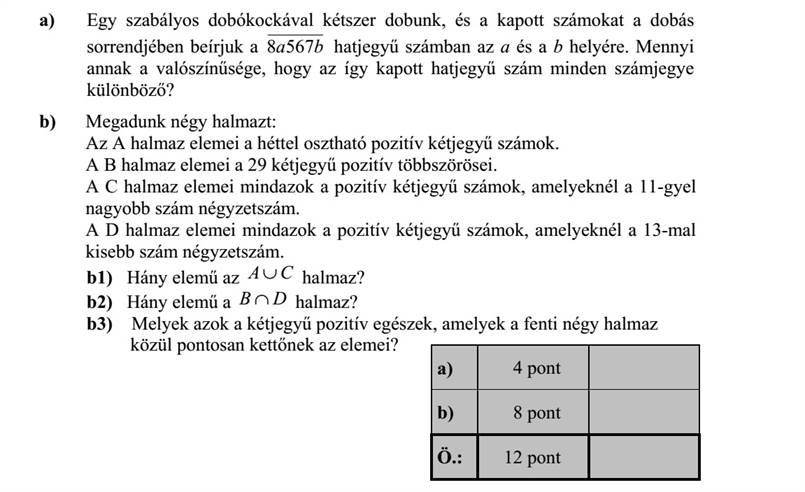 a) Egy szabályos dobókockával kétszer dobunk, és a kapott számokat a dobás
sorrendjében beírjuk a 8a567b hatjegyű számban az a és a b helyére. Mennyi
annak a valószínűsége, hogy az így kapott hatjegyű szám minden számjegye
különböző?
b) Megadunk négy halmazt:
Az A halmaz elemei a héttel osztható pozitív kétjegyű számok.
A B halmaz elemei a 29 kétjegyű pozitív többszörösei.
A C halmaz elemei mindazok a pozitív kétjegyű számok, amelyeknél a 11-gyel
nagyobb szám négyzetszám.
A D halmaz elemei mindazok a pozitív kétjegyű számok, amelyeknél a 13-mal
kisebb szám négyzetszám.
b1) Hány elemű az A∪C halmaz?
b2) Hány elemű a B∩D halmaz?
b3) Melyek azok a kétjegyű pozitív egészek, amelyek a fenti négy halmaz
közül pontosan kettőnek az elemei?
a) 4 pont
b) 8 pont
Ö.: 12 pont